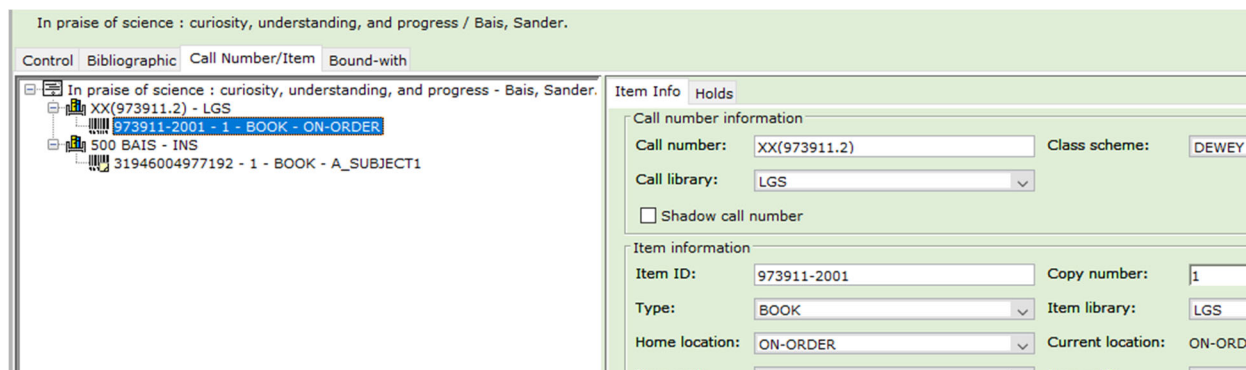 In praise of science : curiosity, understanding, and progress / Bais, Sander.
Control Bibliographic Call Number/Item Bound-with
In praise of science : curiosity, understanding, and progress - Bais, Sander.
XX(973911.2) - LGS
973911-2001 - 1 - BOOK - ON-ORDER
500 BAIS - INS
31946004977192 - 1 - BOOK - A_SUBJECT1
Item Info Holds
Call number information
Call number: XX(973911.2) Class scheme: DEWEY
Call library: LGS
Shadow call number
Item information
Item ID: 973911-2001 Copy number: 1
Type: BOOK Item library: LGS
Home location: ON-ORDER Current location: ON-ORD